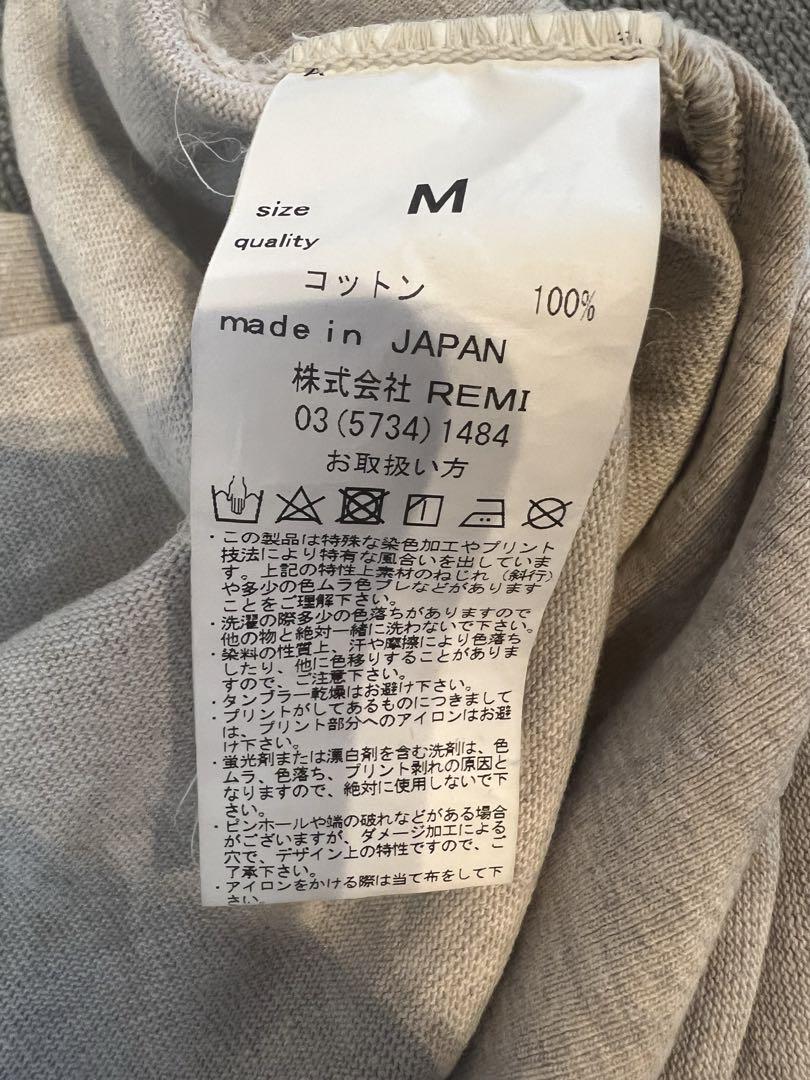 size M
quality
コットン 100%
made in JAPAN
株式会社 REMI
03(5734)1484
お取扱い方
・この製品は特殊な染色加工やプリント
技法により特有な風合いを出していま
す。上記の特性上素材のねじれ（斜行）
や多少の色ムラ色ブレなどがあります
ことをご理解下さい。
・洗濯の際多少の色落ちがありますので
他の物と絶対一緒に洗わないで下さい。
・染料の性質上、汗や摩擦により色落ち
したり、他に色移りすることがありま
すので、ご注意下さい。
・タンブラー乾燥はお避け下さい。
・プリントがしてあるものにつきまして
は、プリント部分へのアイロンはお避
け下さい。
・蛍光剤または漂白剤を含む洗剤は、色
ムラ、色落ち、プリント剥れの原因と
なりますので、絶対に使用しないで下
さい。
・ピンホールや端の破れなどがある場合
がございますが、ダメージ加工による
穴で、デザイン上の特性ですので、ご
了承下さい。
・アイロンをかける際は当て布をして下
さい。